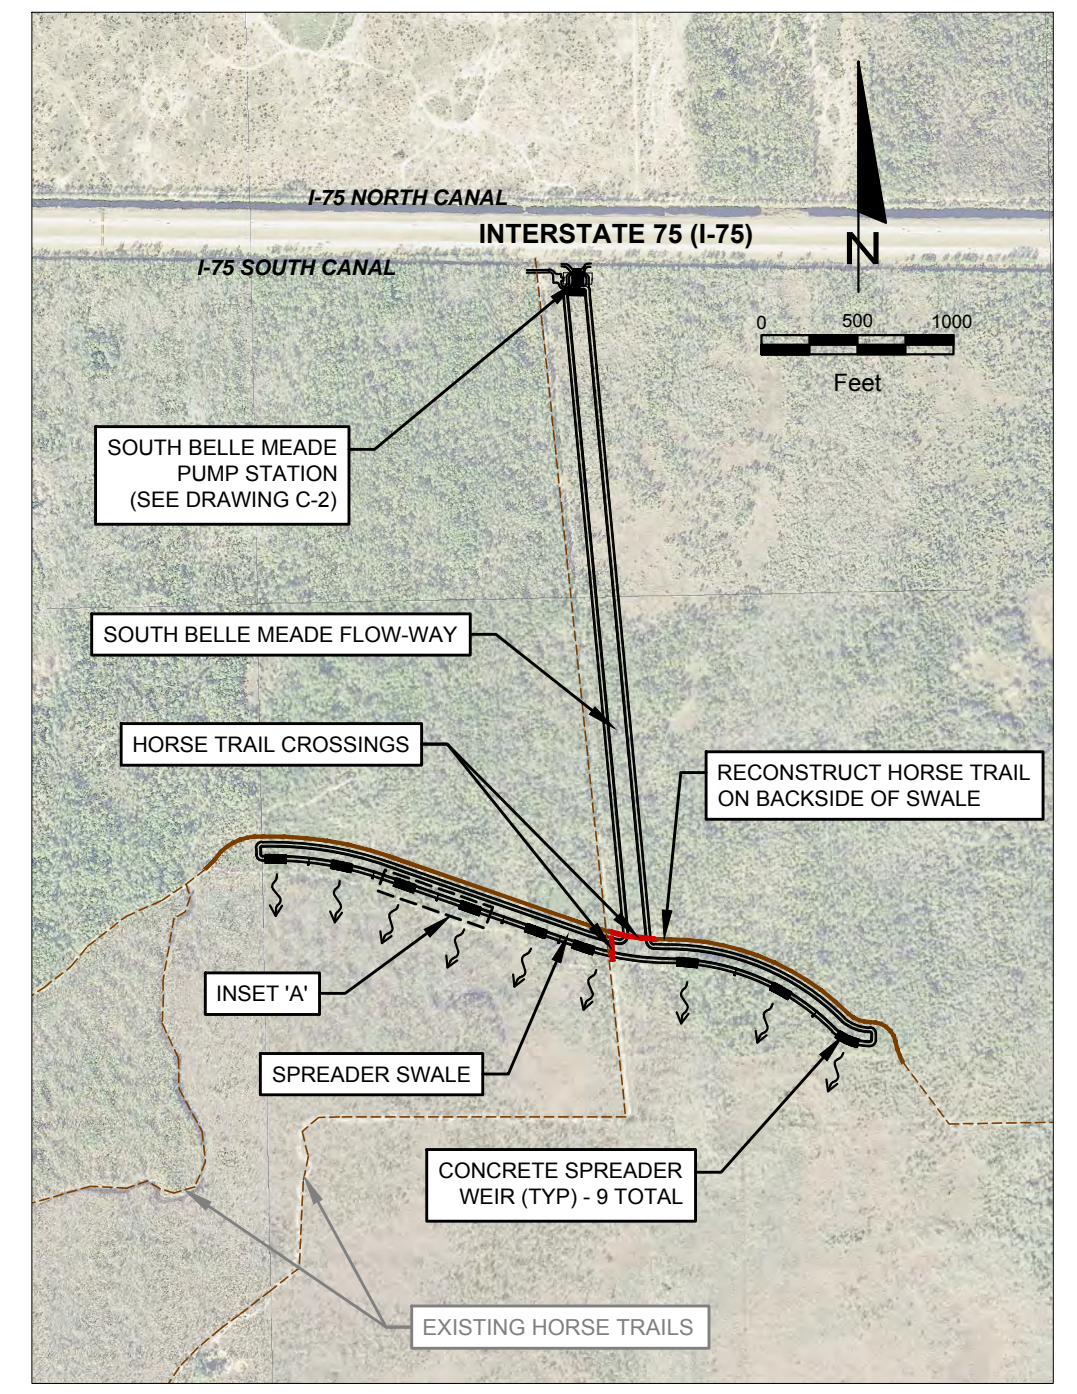 I-75 NORTH CANAL
INTERSTATE 75 (I-75)
I-75 SOUTH CANAL
N
0 500 1000
Feet
SOUTH BELLE MEADE
PUMP STATION
(SEE DRAWING C-2)
SOUTH BELLE MEADE FLOW-WAY
HORSE TRAIL CROSSINGS
RECONSTRUCT HORSE TRAIL
ON BACKSIDE OF SWALE
INSET 'A'
SPREADER SWALE
CONCRETE SPREADER
WEIR (TYP) - 9 TOTAL
EXISTING HORSE TRAILS